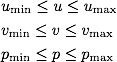 u_min ≤ u ≤ u_max
v_min ≤ v ≤ v_max
p_min ≤ p ≤ p_max